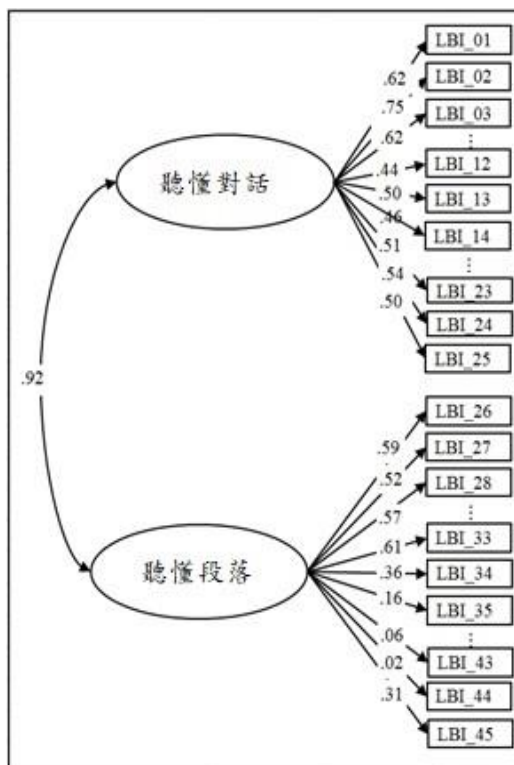 LBI_01
.62
LBI_02
.75
LBI_03
.62
⋮
.44
LBI_12
聽懂對話
.50
LBI_13
.46
LBI_14
.51
⋮
.54
LBI_23
.50
LBI_24
LBI_25
.92
LBI_26
.59
LBI_27
.52
LBI_28
.57
⋮
.61
LBI_33
聽懂段落
.36
LBI_34
.16
LBI_35
.06
⋮
.02
LBI_43
.31
LBI_44
LBI_45